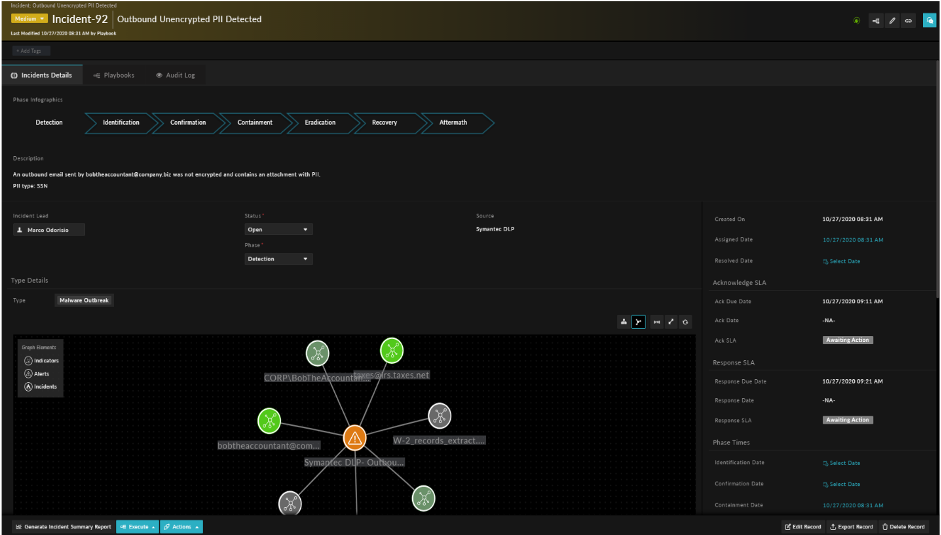 Incident, Outbound Unencrypted PII Detected
Medium
Incident-92 Outbound Unencrypted PII Detected
Last Modified 10/27/2020 08:31 AM by Playbook
+ Add Tags
Incidents Details Playbooks Audit Log
Phase Infographics
Detection Identification Confirmation Containment Eradication Recovery Aftermath
Description
An outbound email sent by bobtheaccountant@company.biz was not encrypted and contains an attachment with PII.
PII type: SSN
Incident Lead
Marco Odorisio
Status *
Open
Source
Symantec DLP
Phase *
Detection
Type Details
Type Malware Outbreak
Graph Elements
Indicators
Alerts
Incidents
CORP\BobTheAccountan...
taxes@irs.taxes.net
bobtheaccountant@com...
W-2_records_extract....
Symantec DLP- Outbou...
Created On 10/27/2020 08:31 AM
Assigned Date 10/27/2020 08:31 AM
Resolved Date Select Date
Acknowledge SLA
Ack Due Date 10/27/2020 09:11 AM
Ack Date -NA-
Ack SLA Awaiting Action
Response SLA
Response Due Date 10/27/2020 09:21 AM
Response Date -NA-
Response SLA Awaiting Action
Phase Times
Identification Date Select Date
Confirmation Date Select Date
Containment Date 10/27/2020 08:31 AM
Generate Incident Summary Report Execute Actions
Edit Record Export Record Delete Record